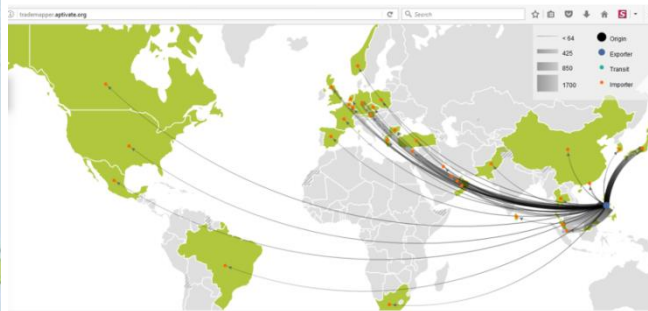 trademapper.aptivate.org
Search
< 64
Origin
425
Exporter
850
Transit
1700
Importer